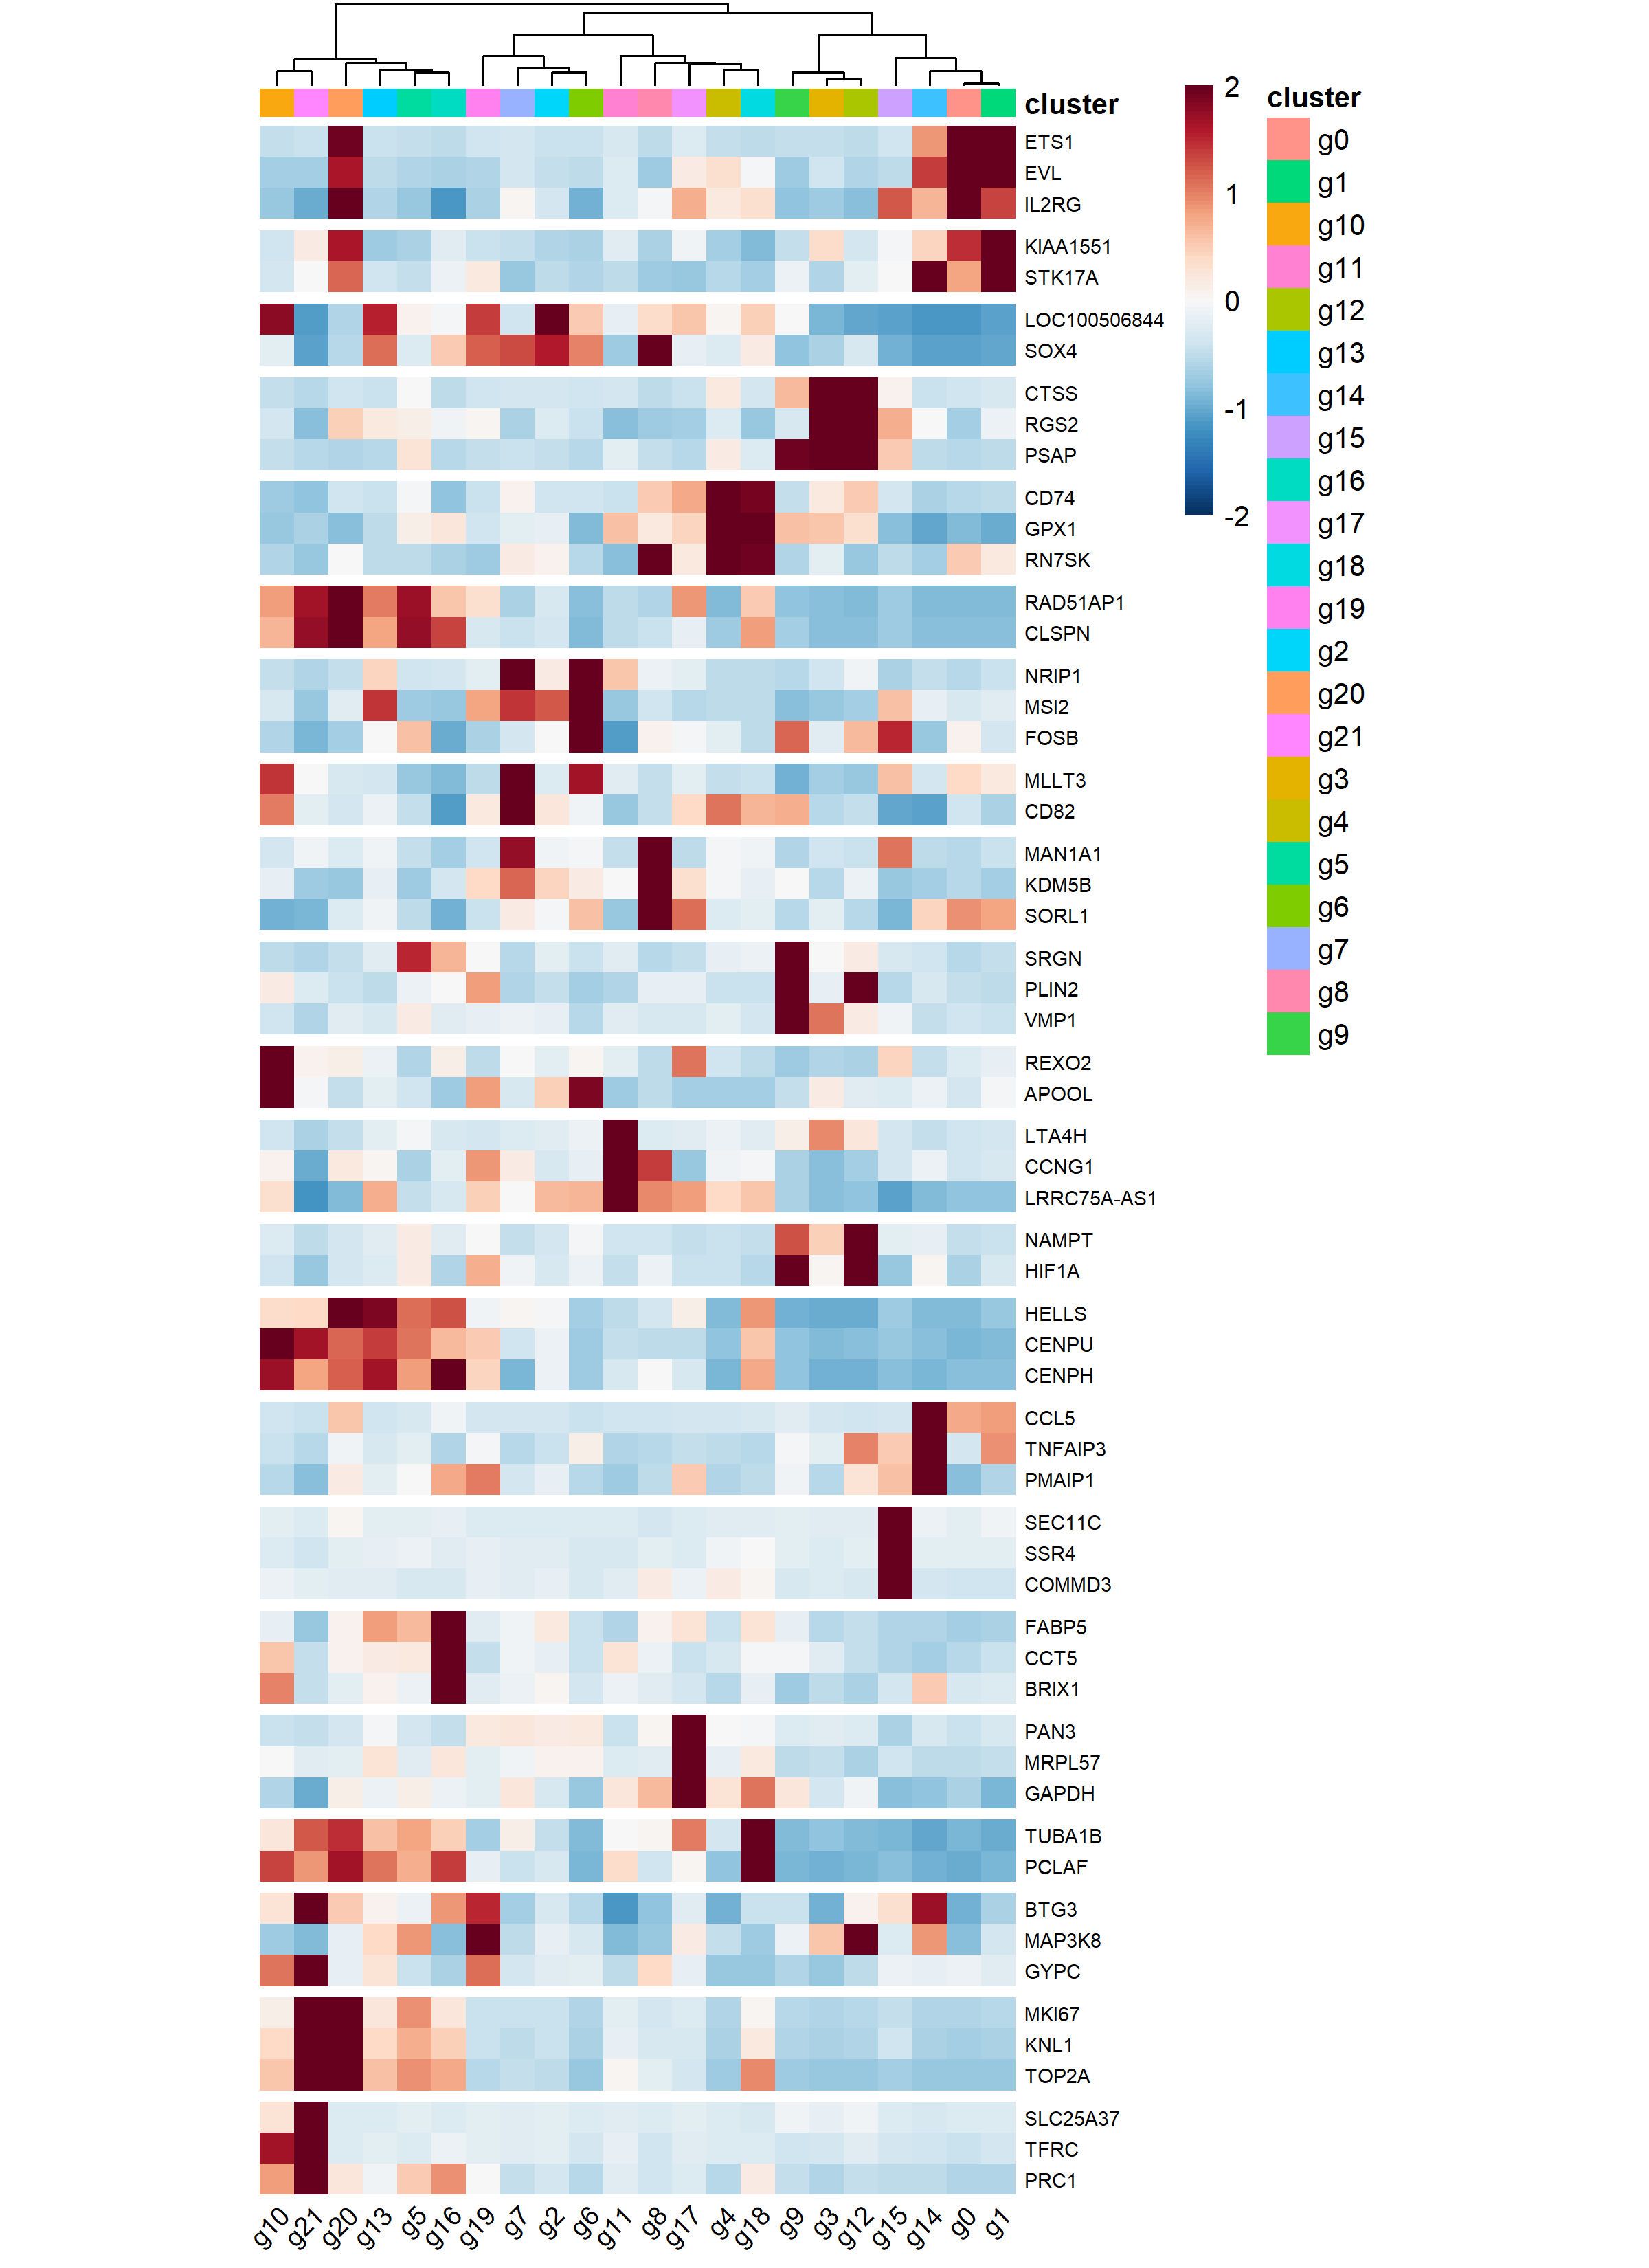 cluster
ETS1
EVL
IL2RG
KIAA1551
STK17A
LOC100506844
SOX4
CTSS
RGS2
PSAP
CD74
GPX1
RN7SK
RAD51AP1
CLSPN
NRIP1
MSI2
FOSB
MLLT3
CD82
MAN1A1
KDM5B
SORL1
SRGN
PLIN2
VMP1
REXO2
APOOL
LTA4H
CCNG1
LRRC75A-AS1
NAMPT
HIF1A
HELLS
CENPU
CENPH
CCL5
TNFAIP3
PMAIP1
SEC11C
SSR4
COMMD3
FABP5
CCT5
BRIX1
PAN3
MRPL57
GAPDH
TUBA1B
PCLAF
BTG3
MAP3K8
GYPC
MKI67
KNL1
TOP2A
SLC25A37
TFRC
PRC1
g10 g21 g20 g13 g5 g16 g19 g7 g2 g6 g11 g8 g17 g4 g18 g9 g3 g12 g15 g14 g0 g1
2
1
0
-1
-2
cluster
g0
g1
g10
g11
g12
g13
g14
g15
g16
g17
g18
g19
g2
g20
g21
g3
g4
g5
g6
g7
g8
g9